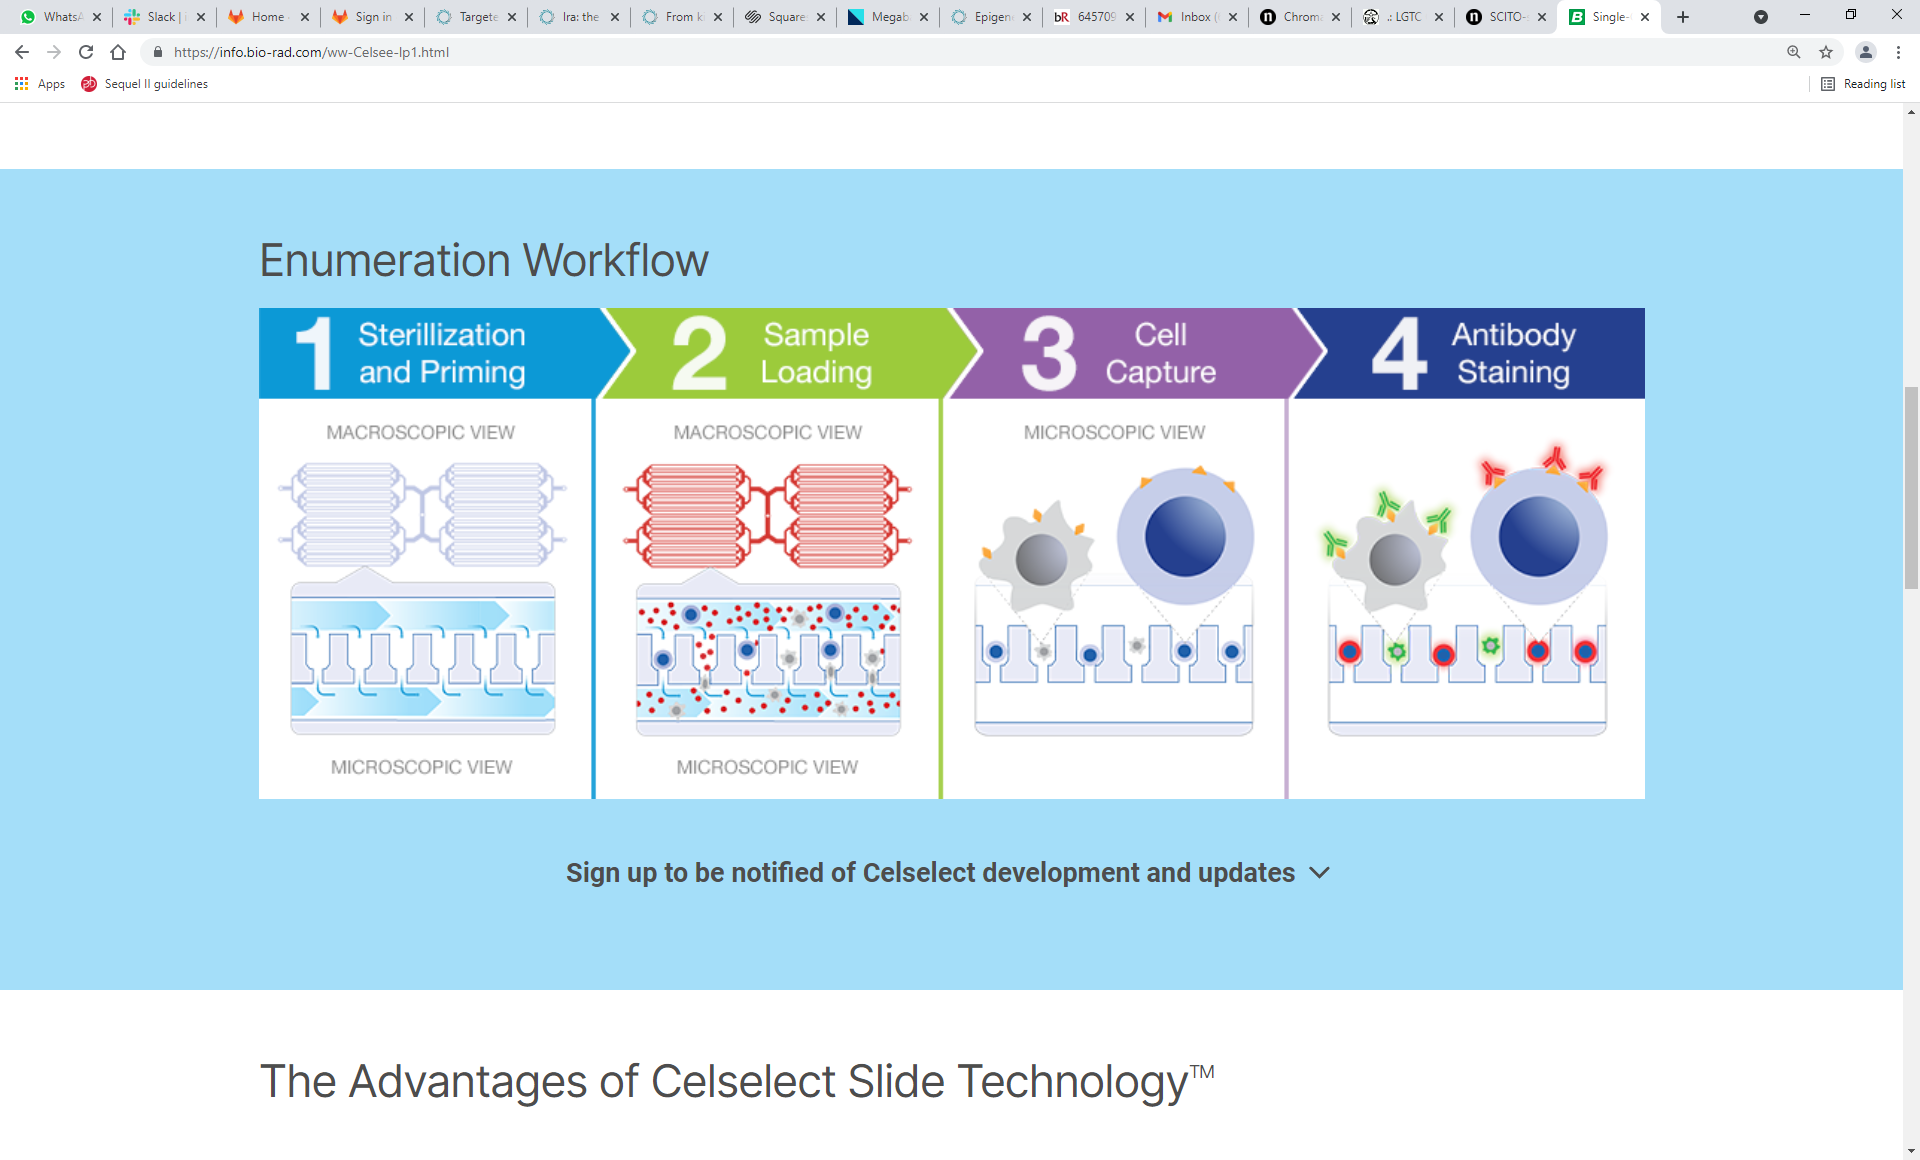 WhatsA
Slack | i
Home -
Sign in
Targete
Ira: the
From k
Square
Megab
Epigen
bR 645709
Inbox (
Chrom
.: LGTC
SCITO-
Single-
https://info.bio-rad.com/ww-Celsee-lp1.html
Apps
Sequel II guidelines
Reading list
Enumeration Workflow
1 Sterillization
and Priming
2 Sample
Loading
3 Cell
Capture
4 Antibody
Staining
MACROSCOPIC VIEW
MACROSCOPIC VIEW
MICROSCOPIC VIEW
MICROSCOPIC VIEW
MICROSCOPIC VIEW
Sign up to be notified of Celselect development and updates
The Advantages of Celselect Slide Technology™